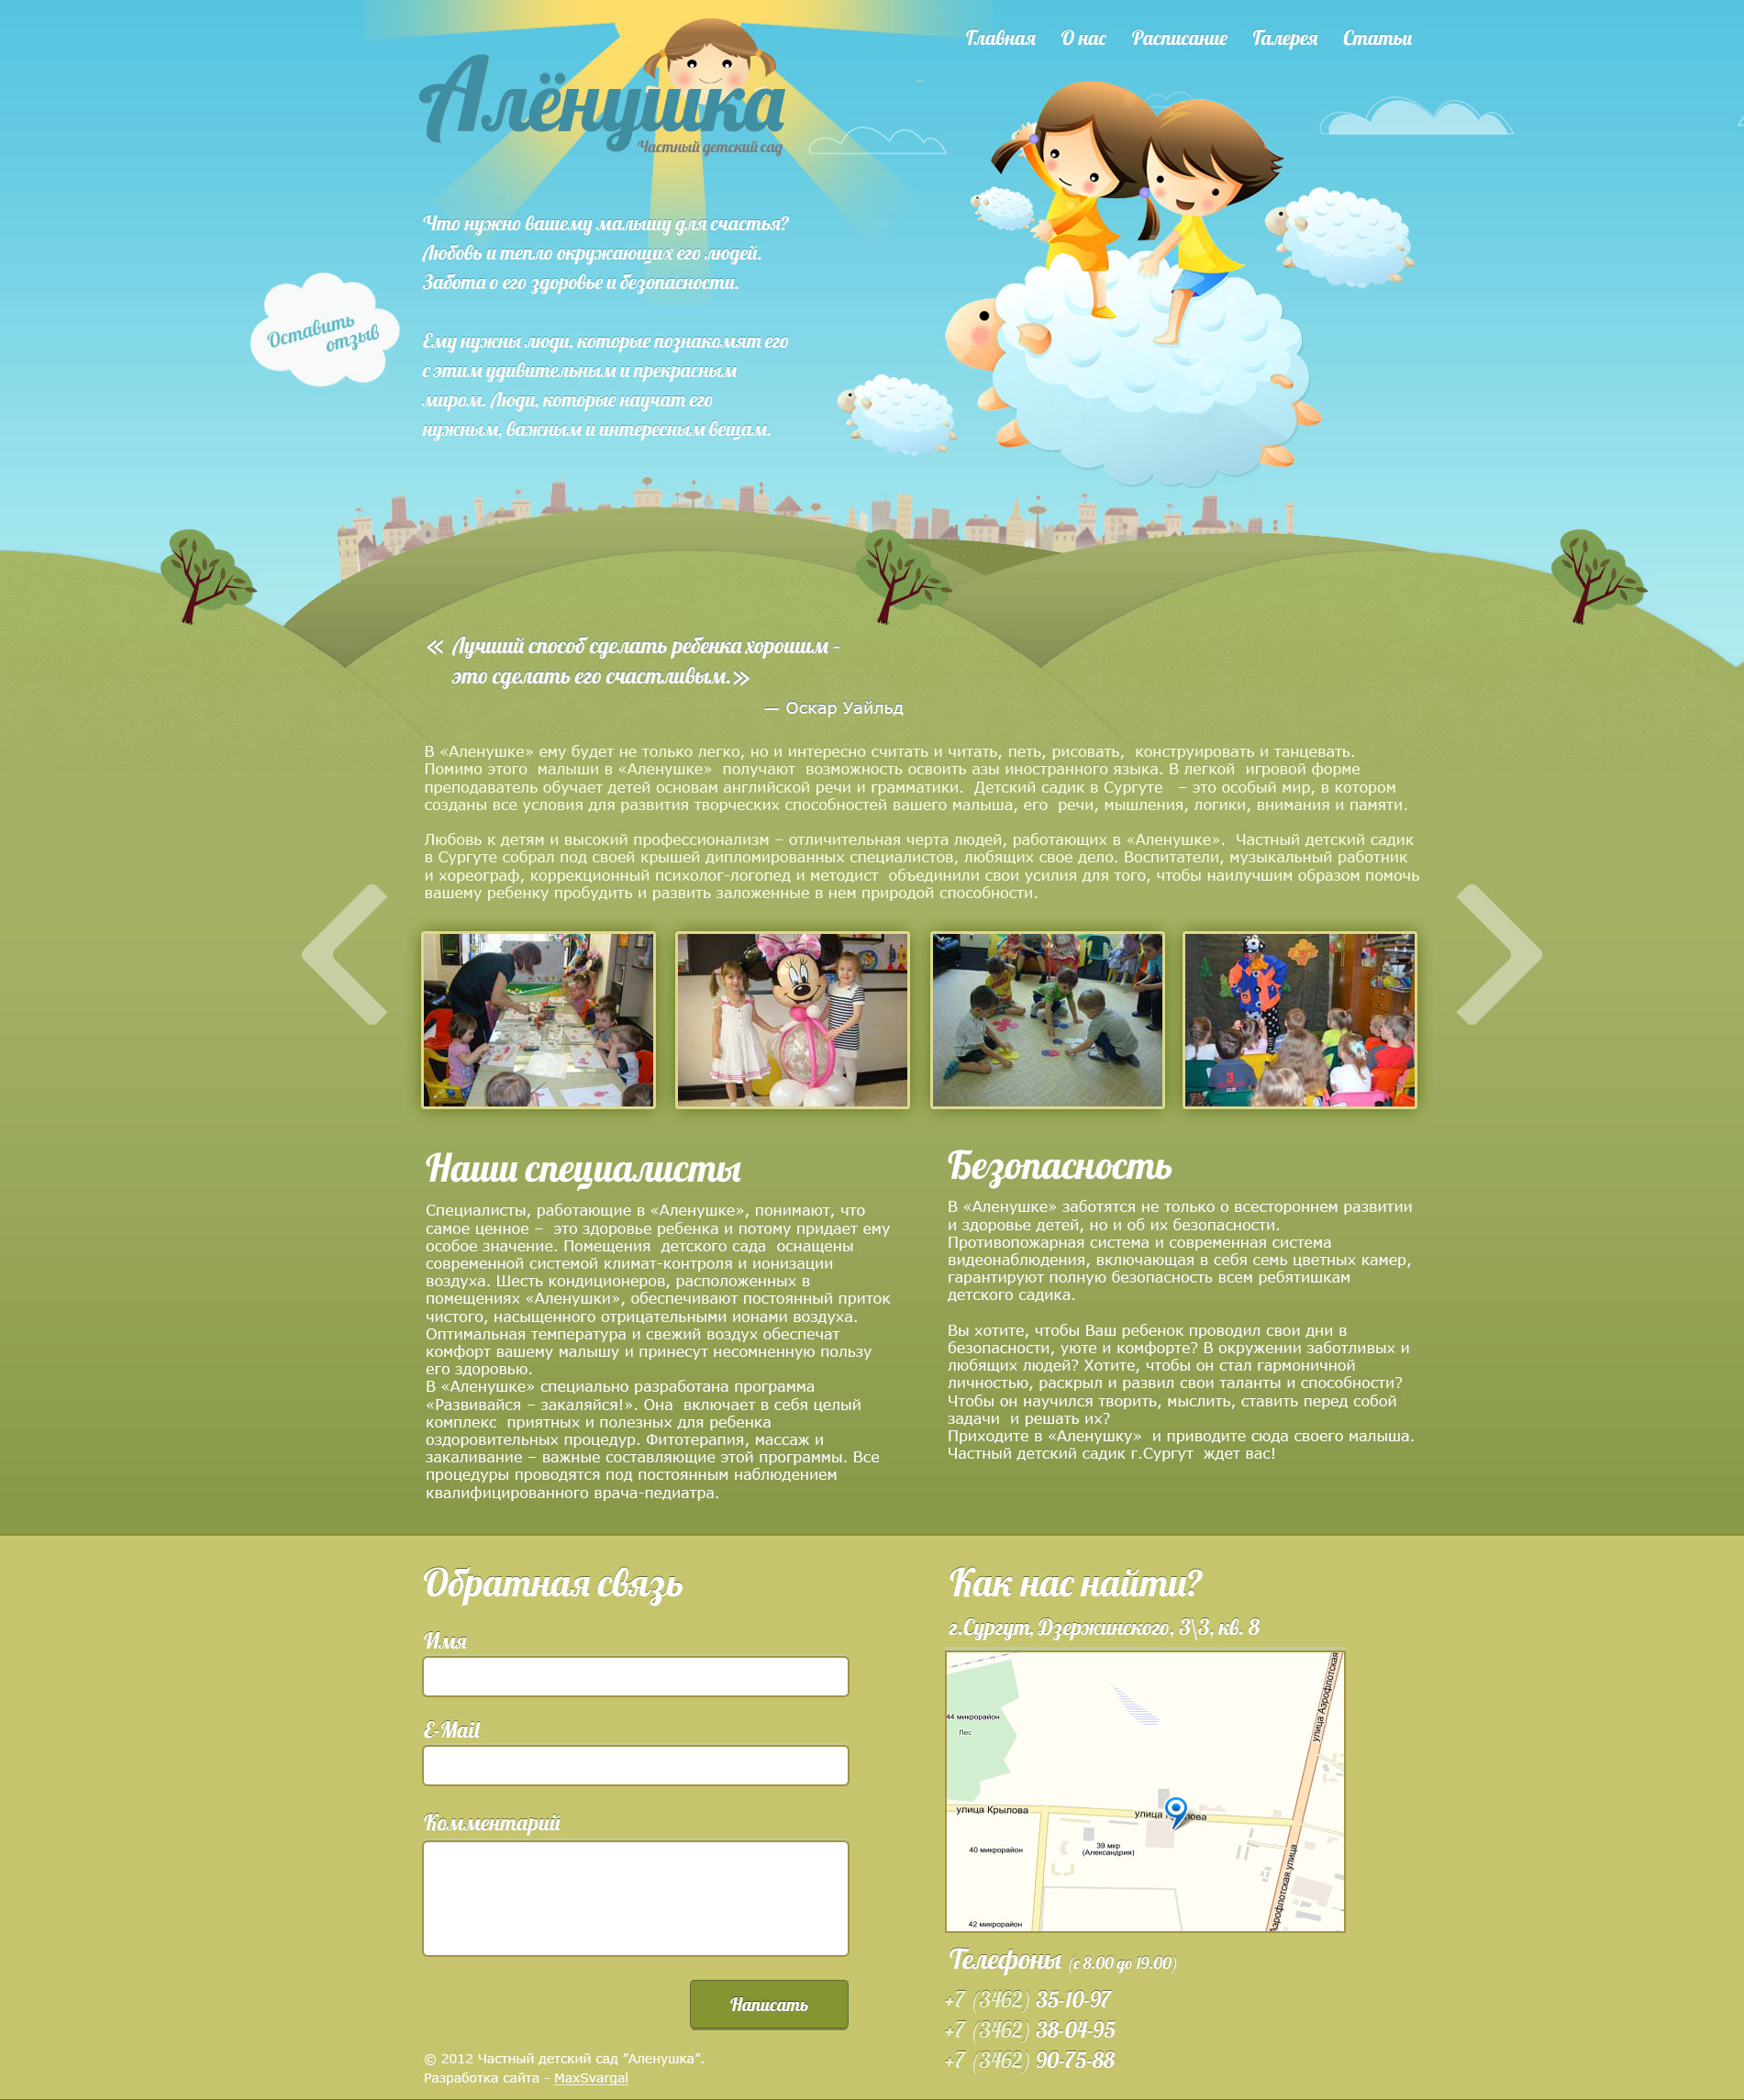 Главная О нас Расписание Галерея Статьи
Алёнушка
Частный детский сад
Что нужно вашему малышу для счастья?
Любовь и тепло окружающих его людей.
Забота о его здоровье и безопасности.
Оставить
отзыв
Ему нужны люди, которые познакомят его
с этим удивительным и прекрасным
миром. Люди, которые научат его
нужным, важным и интересным вещам.
« Лучший способ сделать ребенка хорошим –
это сделать его счастливым.»
— Оскар Уайльд
В «Аленушке» ему будет не только легко, но и интересно считать и читать, петь, рисовать, конструировать и танцевать.
Помимо этого малыши в «Аленушке» получают возможность освоить азы иностранного языка. В легкой игровой форме
преподаватель обучает детей основам английской речи и грамматики. Детский садик в Сургуте – это особый мир, в котором
созданы все условия для развития творческих способностей вашего малыша, его речи, мышления, логики, внимания и памяти.
Любовь к детям и высокий профессионализм – отличительная черта людей, работающих в «Аленушке». Частный детский садик
в Сургуте собрал под своей крышей дипломированных специалистов, любящих свое дело. Воспитатели, музыкальный работник
и хореограф, коррекционный психолог-логопед и методист объединили свои усилия для того, чтобы наилучшим образом помочь
вашему ребенку пробудить и развить заложенные в нем природой способности.
3
Наши специалисты
Специалисты, работающие в «Аленушке», понимают, что
самое ценное – это здоровье ребенка и потому придает ему
особое значение. Помещения детского сада оснащены
современной системой климат-контроля и ионизации
воздуха. Шесть кондиционеров, расположенных в
помещениях «Аленушки», обеспечивают постоянный приток
чистого, насыщенного отрицательными ионами воздуха.
Оптимальная температура и свежий воздух обеспечат
комфорт вашему малышу и принесут несомненную пользу
его здоровью.
В «Аленушке» специально разработана программа
«Развивайся – закаляйся!». Она включает в себя целый
комплекс приятных и полезных для ребенка
оздоровительных процедур. Фитотерапия, массаж и
закаливание – важные составляющие этой программы. Все
процедуры проводятся под постоянным наблюдением
квалифицированного врача-педиатра.
Безопасность
В «Аленушке» заботятся не только о всестороннем развитии
и здоровье детей, но и об их безопасности.
Противопожарная система и современная система
видеонаблюдения, включающая в себя семь цветных камер,
гарантируют полную безопасность всем ребятишкам
детского садика.
Вы хотите, чтобы Ваш ребенок проводил свои дни в
безопасности, уюте и комфорте? В окружении заботливых и
любящих людей? Хотите, чтобы он стал гармоничной
личностью, раскрыл и развил свои таланты и способности?
Чтобы он научился творить, мыслить, ставить перед собой
задачи и решать их?
Приходите в «Аленушку» и приводите сюда своего малыша.
Частный детский садик г.Сургут ждет вас!
Обратная связь
Имя
E-Mail
Комментарий
Написать
© 2012 Частный детский сад "Аленушка".
Разработка сайта - MaxSvargal
Как нас найти?
г.Сургут, Дзержинского, 3\3, кв. 8
улица Аэрофлотская
44 микрорайон
Лес
улица Крылова
улица Крылова
39 мкр
(Александрия)
40 микрорайон
Аэрофлотская улица
42 микрорайон
Телефоны (с 8.00 до 19.00)
+7 (3462) 35-10-97
+7 (3462) 38-04-95
+7 (3462) 90-75-88